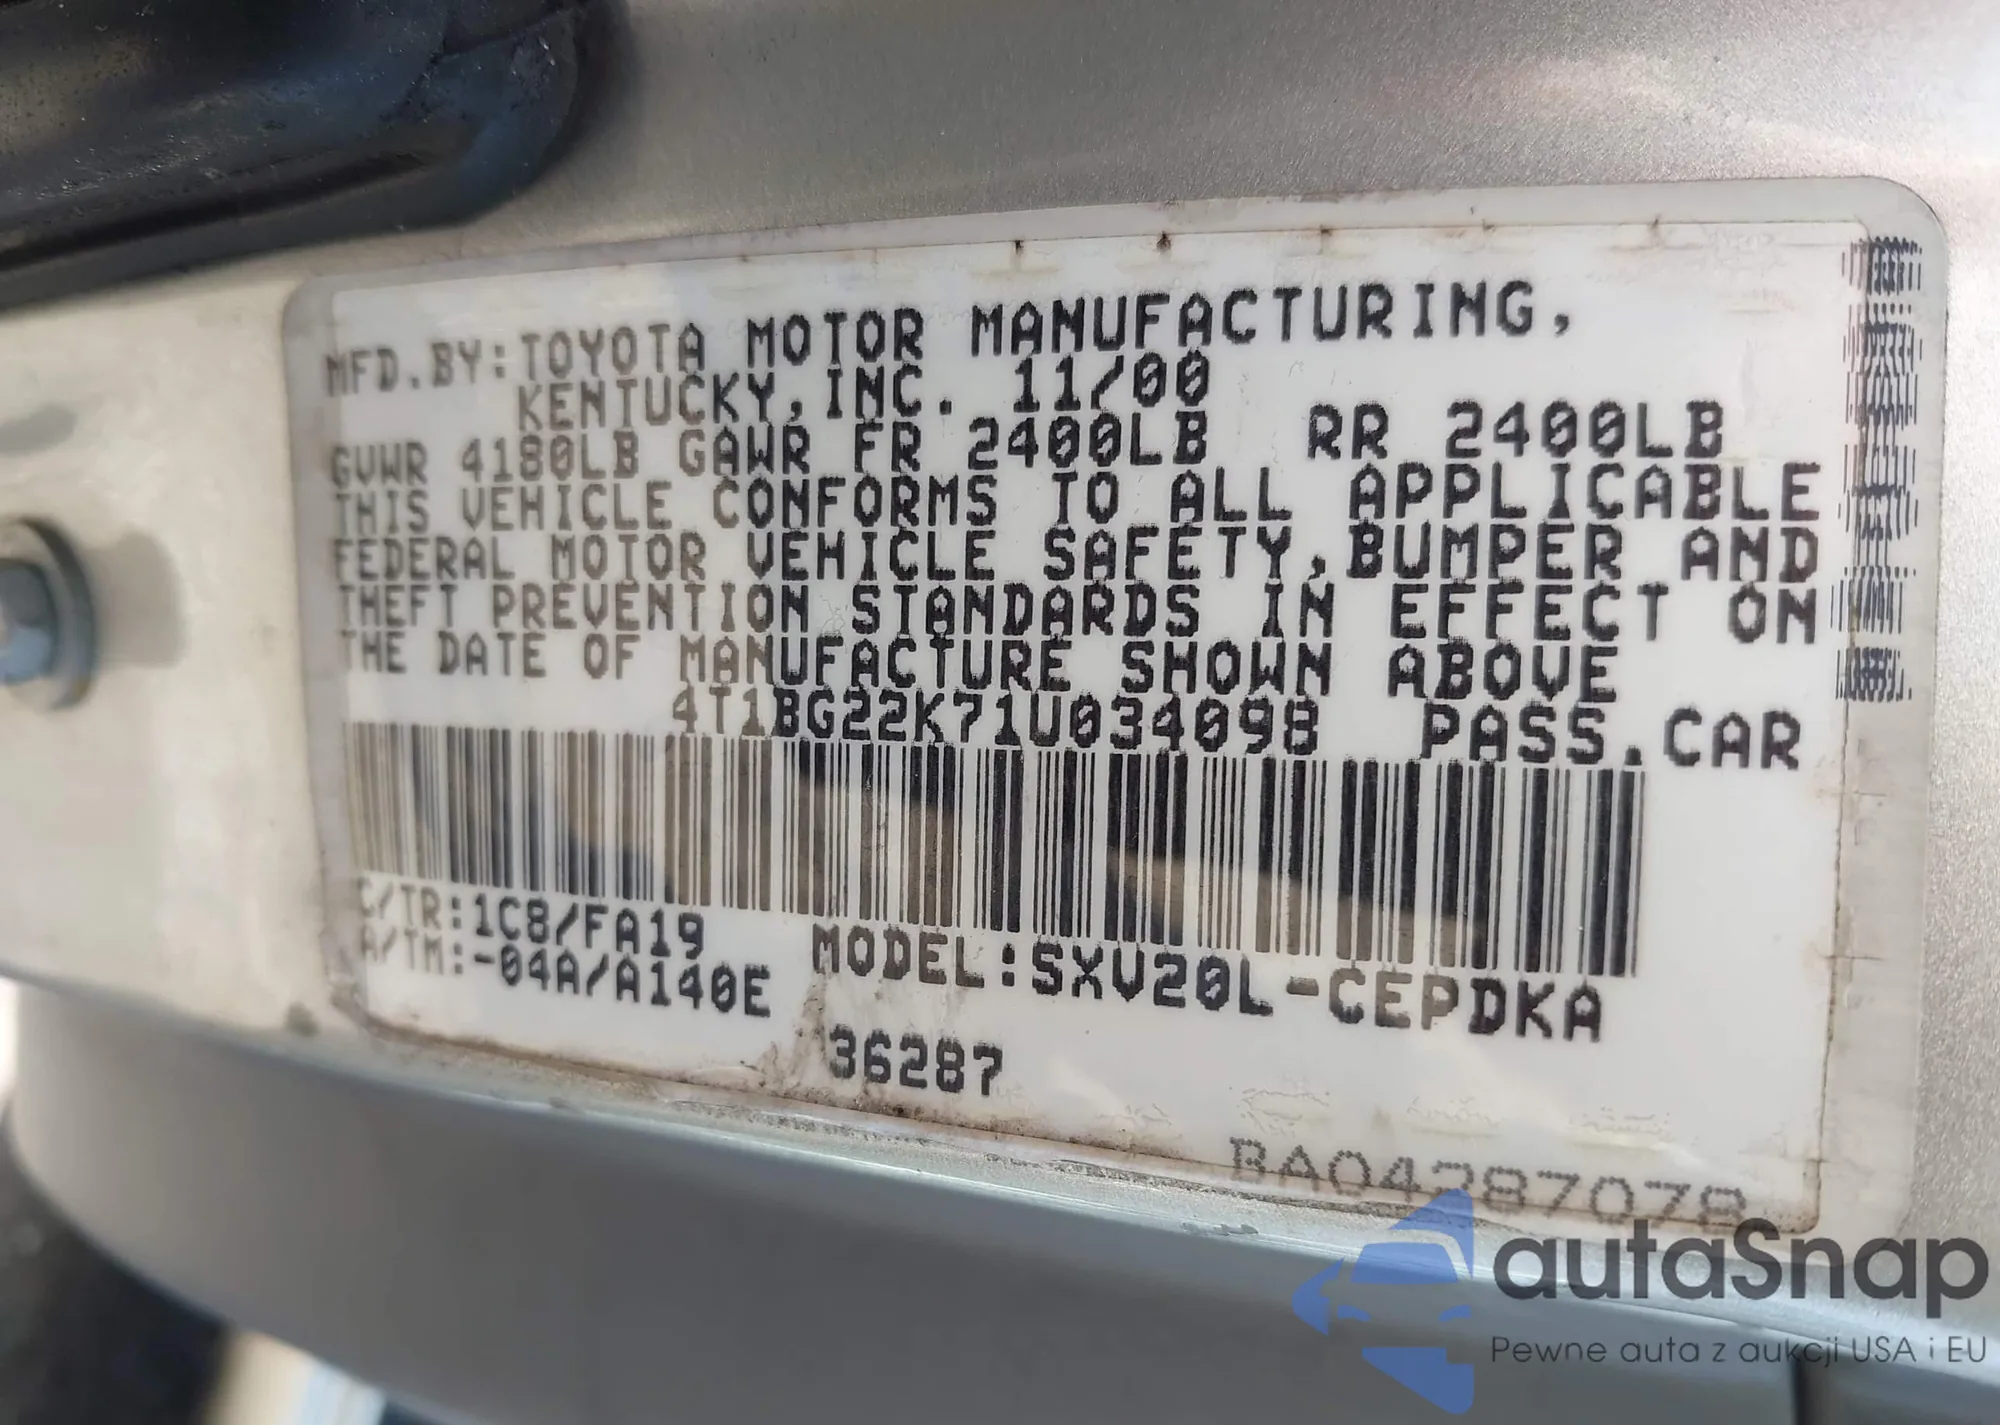 MFD.BY:TOYOTA MOTOR MANUFACTURING,
KENTUCKY,INC. 11/00
GVWR 4180LB GAWR FR 2400LB RR 2400LB
THIS VEHICLE CONFORMS TO ALL APPLICABLE
FEDERAL MOTOR VEHICLE SAFETY,BUMPER AND
THEFT PREVENTION STANDARDS IN EFFECT ON
THE DATE OF MANUFACTURE SHOWN ABOVE
4T1BG22K71U034098 PASS.CAR
C/TR:1C8/FA19
A/TM:-04A/A140E
MODEL:SXV20L-CEPDKA
36287
BA04287078
autaSnap
Pewne auta z aukcji USA i EU